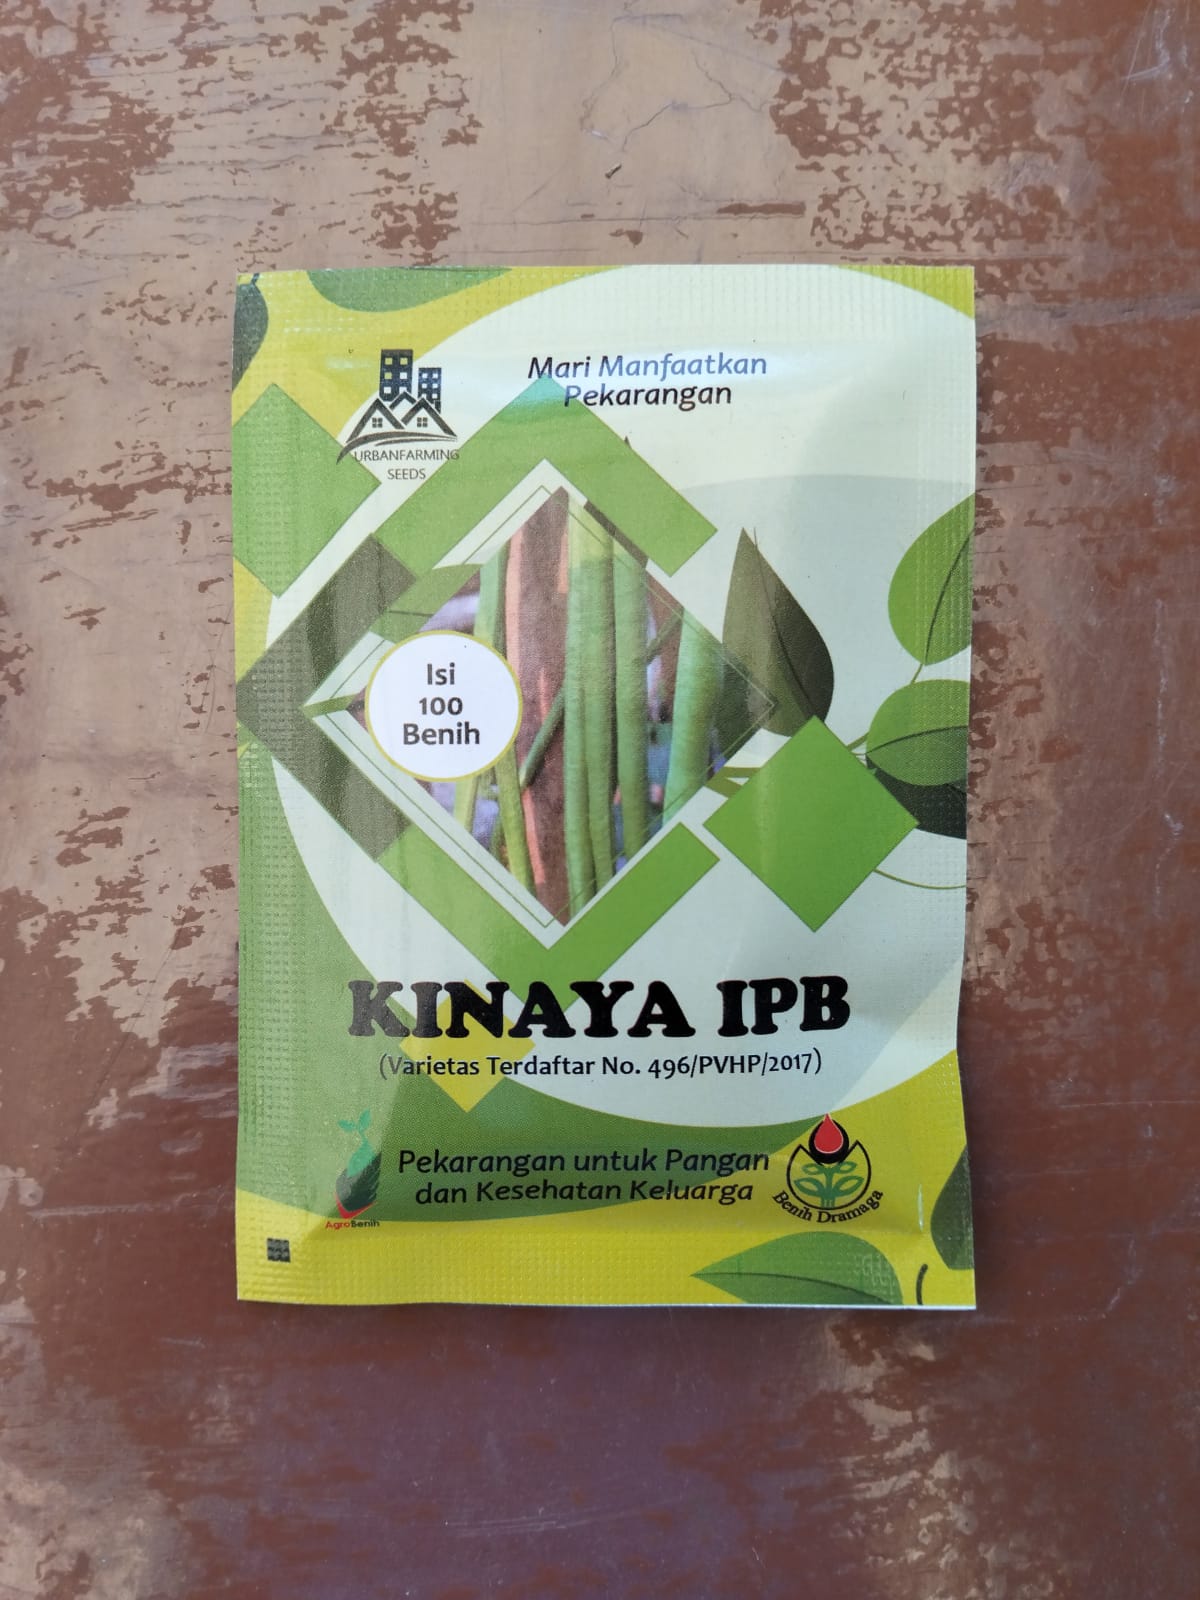 Mari Manfaatkan
Pekarangan
URBANFARMING
SEEDS
Isi
100
Benih
KINAYA IPB
(Varietas Terdaftar No. 496/PVHP/2017)
Pekarangan untuk Pangan
dan Kesehatan Keluarga
AgroBenih
Benih Dramaga